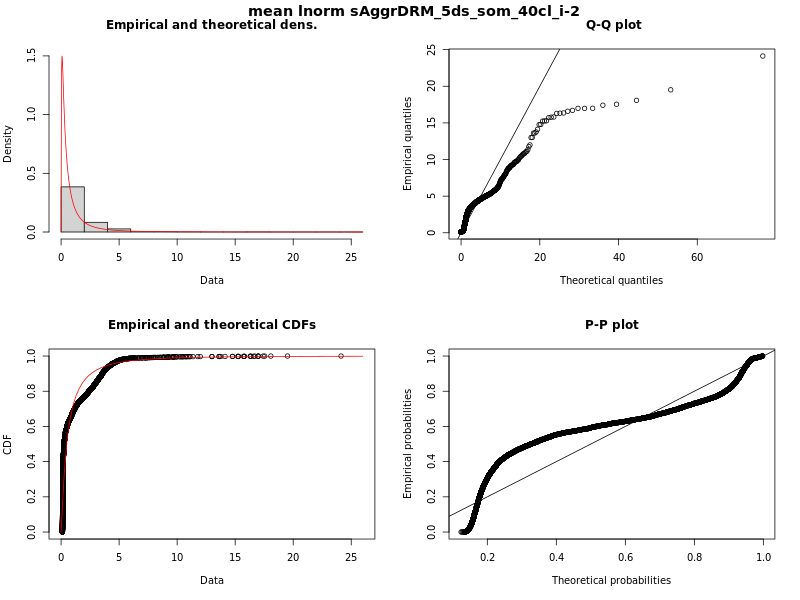 mean lnorm sAggrDRM_5ds_som_40cl_i-2
Empirical and theoretical dens.
Density
0.0 0.5 1.0 1.5
0 5 10 15 20 25
Data
Q-Q plot
Empirical quantiles
0 5 10 15 20 25
0 20 40 60
Theoretical quantiles
Empirical and theoretical CDFs
CDF
0.0 0.2 0.4 0.6 0.8 1.0
0 5 10 15 20 25
Data
P-P plot
Empirical probabilities
0.0 0.2 0.4 0.6 0.8 1.0
0.2 0.4 0.6 0.8 1.0
Theoretical probabilities